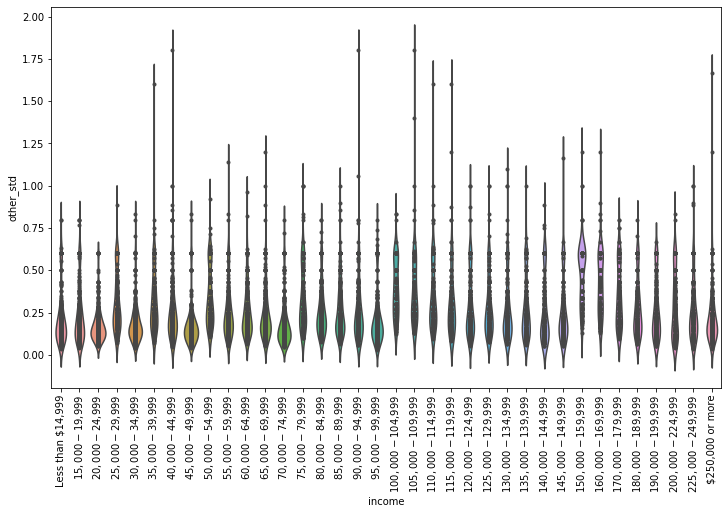 2.00
1.75
1.50
1.25
1.00
0.75
0.50
0.25
0.00
other_std
Less than $14,999
15,000 − 19,999
20,000 − 24,999
25,000 − 29,999
30,000 − 34,999
35,000 − 39,999
40,000 − 44,999
45,000 − 49,999
50,000 − 54,999
55,000 − 59,999
60,000 − 64,999
65,000 − 69,999
70,000 − 74,999
75,000 − 79,999
80,000 − 84,999
85,000 − 89,999
90,000 − 94,999
95,000 − 99,999
100,000 − 104,999
105,000 − 109,999
110,000 − 114,999
115,000 − 119,999
120,000 − 124,999
125,000 − 129,999
130,000 − 134,999
135,000 − 139,999
140,000 − 144,999
145,000 − 149,999
150,000 − 159,999
160,000 − 169,999
170,000 − 179,999
180,000 − 189,999
190,000 − 199,999
200,000 − 224,999
225,000 − 249,999
$250,000 or more
income